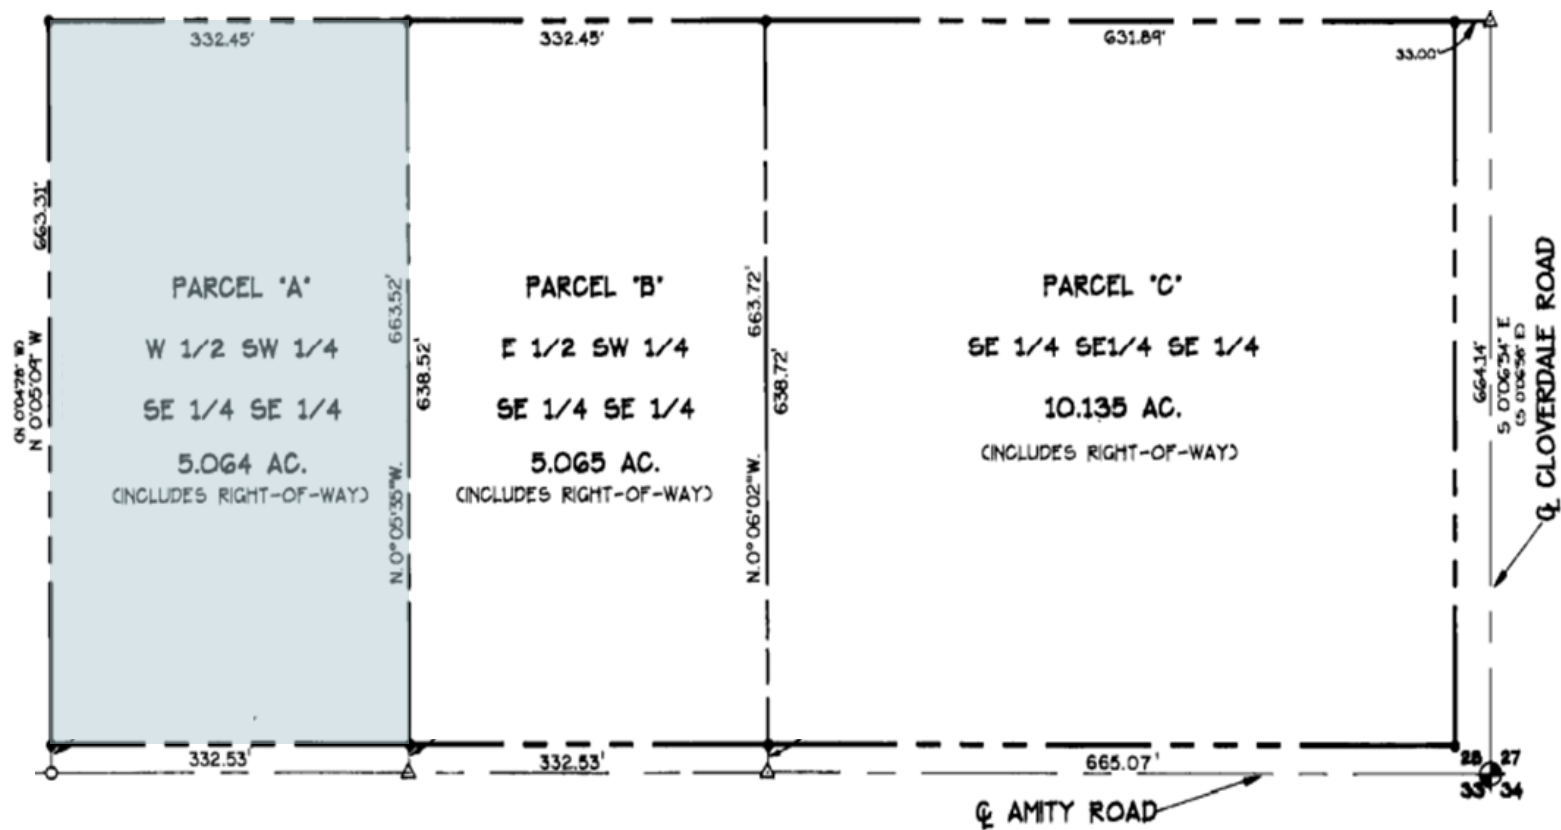 332.45'
332.45'
631.89'
33.00'
663.31'
N 0°05'09" W
(N 0°04'28" W)
PARCEL "A"
W 1/2 SW 1/4
SE 1/4 SE 1/4
5.064 AC.
(INCLUDES RIGHT-OF-WAY)
663.52'
638.52'
N.0°05'35"W.
PARCEL "B"
E 1/2 SW 1/4
SE 1/4 SE 1/4
5.065 AC.
(INCLUDES RIGHT-OF-WAY)
663.72'
638.72'
N.0°06'02"W.
PARCEL "C"
SE 1/4 SE1/4 SE 1/4
10.135 AC.
(INCLUDES RIGHT-OF-WAY)
664.14'
S 0°06'54" E
℄ CLOVERDALE ROAD
332.53'
332.53'
665.07'
28 27
33 34
℄ AMITY ROAD